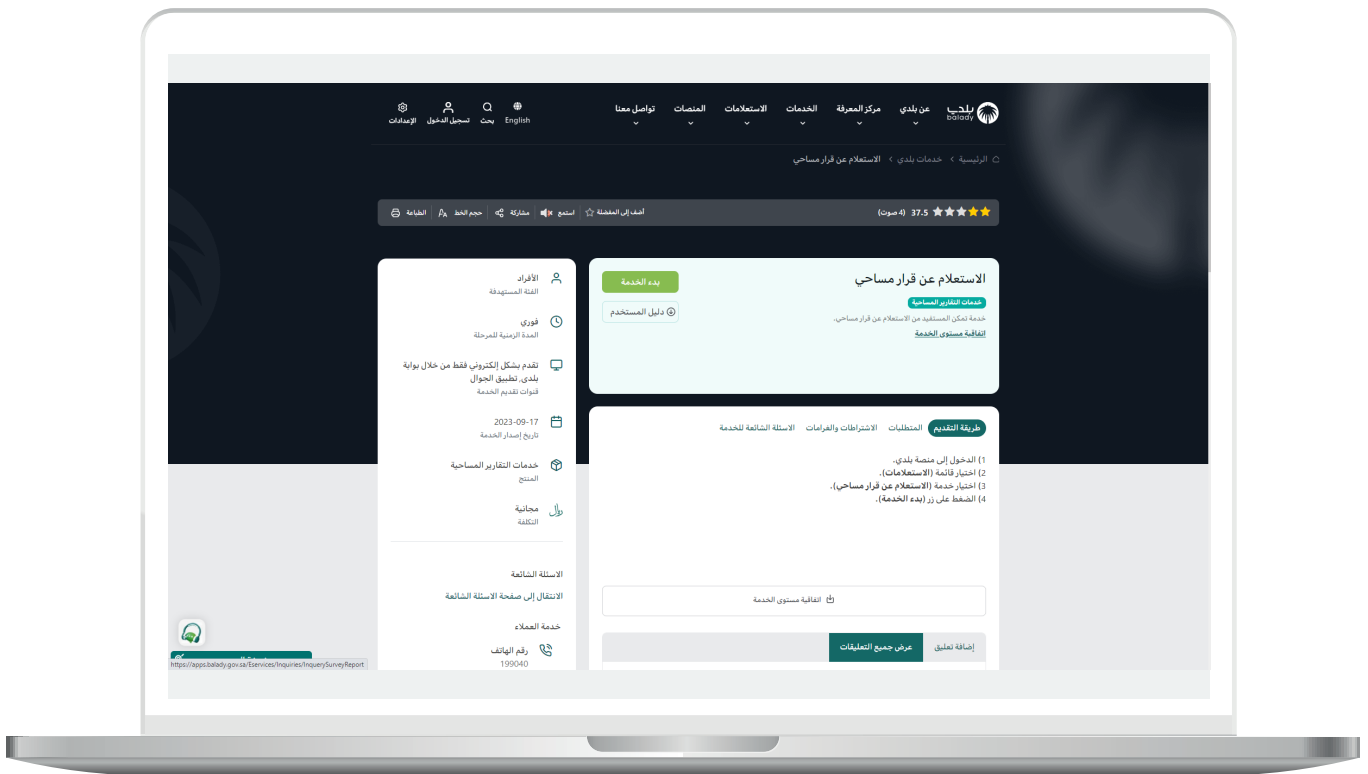 بلدي
balady
عن بلدي
مركز المعرفة
الخدمات
الاستعلامات
المنصات
تواصل معنا
English
بحث
تسجيل الدخول
الإعدادات
الرئيسية
خدمات بلدي
الاستعلام عن قرار مساحي
37.5 (4 صوت)
أضف إلى المفضلة
استمع
مشاركة
حجم الخط
الطباعة
الاستعلام عن قرار مساحي
خدمات التقارير المساحية
خدمة تمكن المستفيد من الاستعلام عن قرار مساحي.
اتفاقية مستوى الخدمة
بدء الخدمة
دليل المستخدم
طريقة التقديم
المتطلبات
الاشتراطات والغرامات
الاسئلة الشائعة للخدمة
1) الدخول إلى منصة بلدي.
2) اختيار قائمة (الاستعلامات).
3) اختيار خدمة (الاستعلام عن قرار مساحي).
4) الضغط على زر (بدء الخدمة).
اتفاقية مستوى الخدمة
إضافة تعليق
عرض جميع التعليقات
الأفراد
الفئة المستهدفة
فوري
المدة الزمنية للمرحلة
تقدم بشكل إلكتروني فقط من خلال بوابة
بلدي, تطبيق الجوال
قنوات تقديم الخدمة
2023-09-17
تاريخ إصدار الخدمة
خدمات التقارير المساحية
المنتج
ريال
مجانية
التكلفة
الاسئلة الشائعة
الانتقال إلى صفحة الاسئلة الشائعة
خدمة العملاء
رقم الهاتف
199040
https://apps.balady.gov.sa/Eservices/Inquiries/InquerySurveyReport